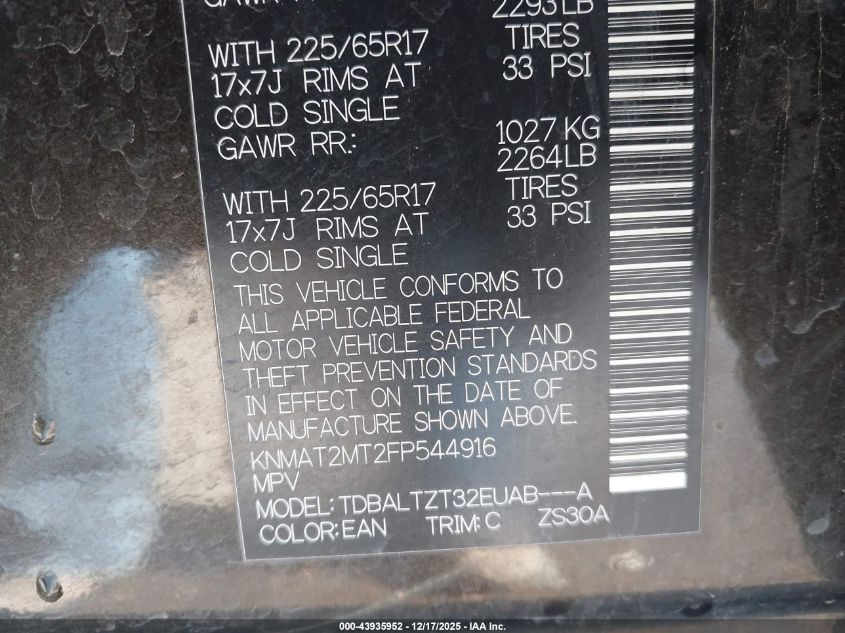 2293LB
WITH 225/65R17 TIRES
17x7J RIMS AT 33 PSI
COLD SINGLE
GAWR RR.: 1027 KG
2264LB
WITH 225/65R17 TIRES
17x7J RIMS AT 33 PSI
COLD SINGLE
THIS VEHICLE CONFORMS TO
ALL APPLICABLE FEDERAL
MOTOR VEHICLE SAFETY AND
THEFT PREVENTION STANDARDS
IN EFFECT ON THE DATE OF
MANUFACTURE SHOWN ABOVE.
KNMAT2MT2FP544916
MPV
MODEL: TDBALTZT32EUAB---A
COLOR: EAN TRIM: C ZS30A
000-43935952 - 12/17/2025 - IAA Inc.